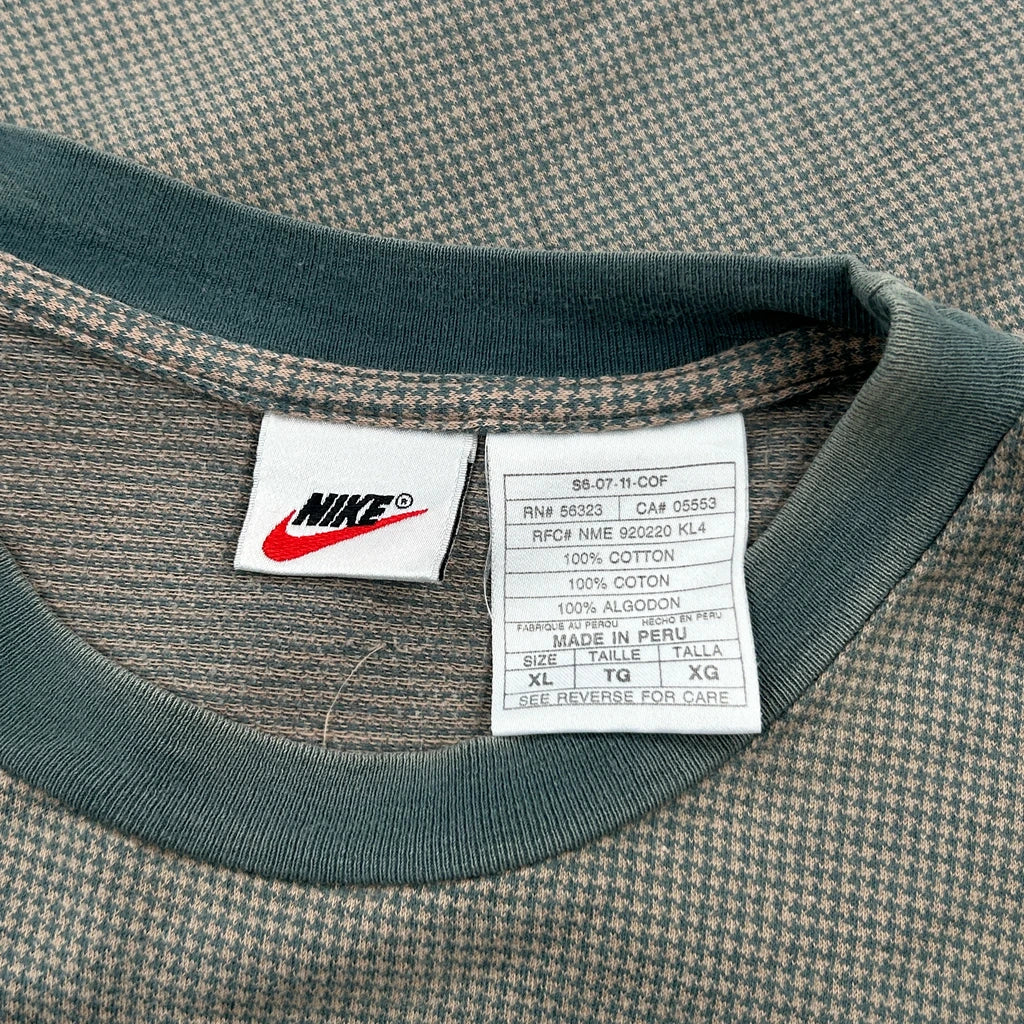 NIKE®
S6-07-11-COF
RN# 56323 CA# 05553
RFC# NME 920220 KL4
100% COTTON
100% COTON
100% ALGODON
FABRIQUE AU PEROU HECHO EN PERU
MADE IN PERU
SIZE TAILLE TALLA
XL TG XG
SEE REVERSE FOR CARE